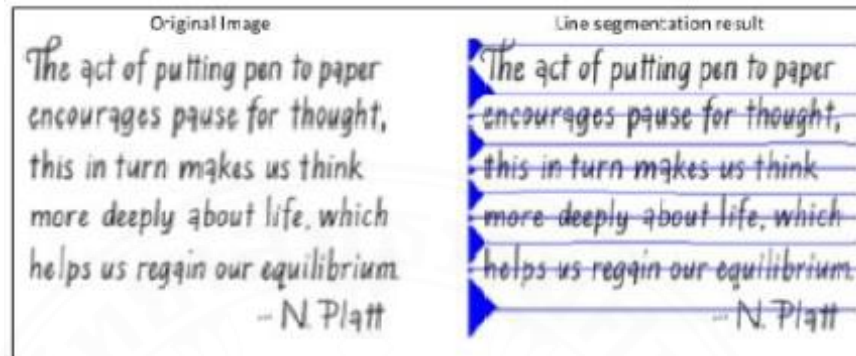 Original Image
The act of putting pen to paper
encourages pause for thought,
this in turn makes us think
more deeply about life, which
helps us regain our equilibrium
-- N. Platt
Line segmentation result
The act of putting pen to paper
encourages pause for thought,
this in turn makes us think
more deeply about life, which
helps us regain our equilibrium.
-- N. Platt